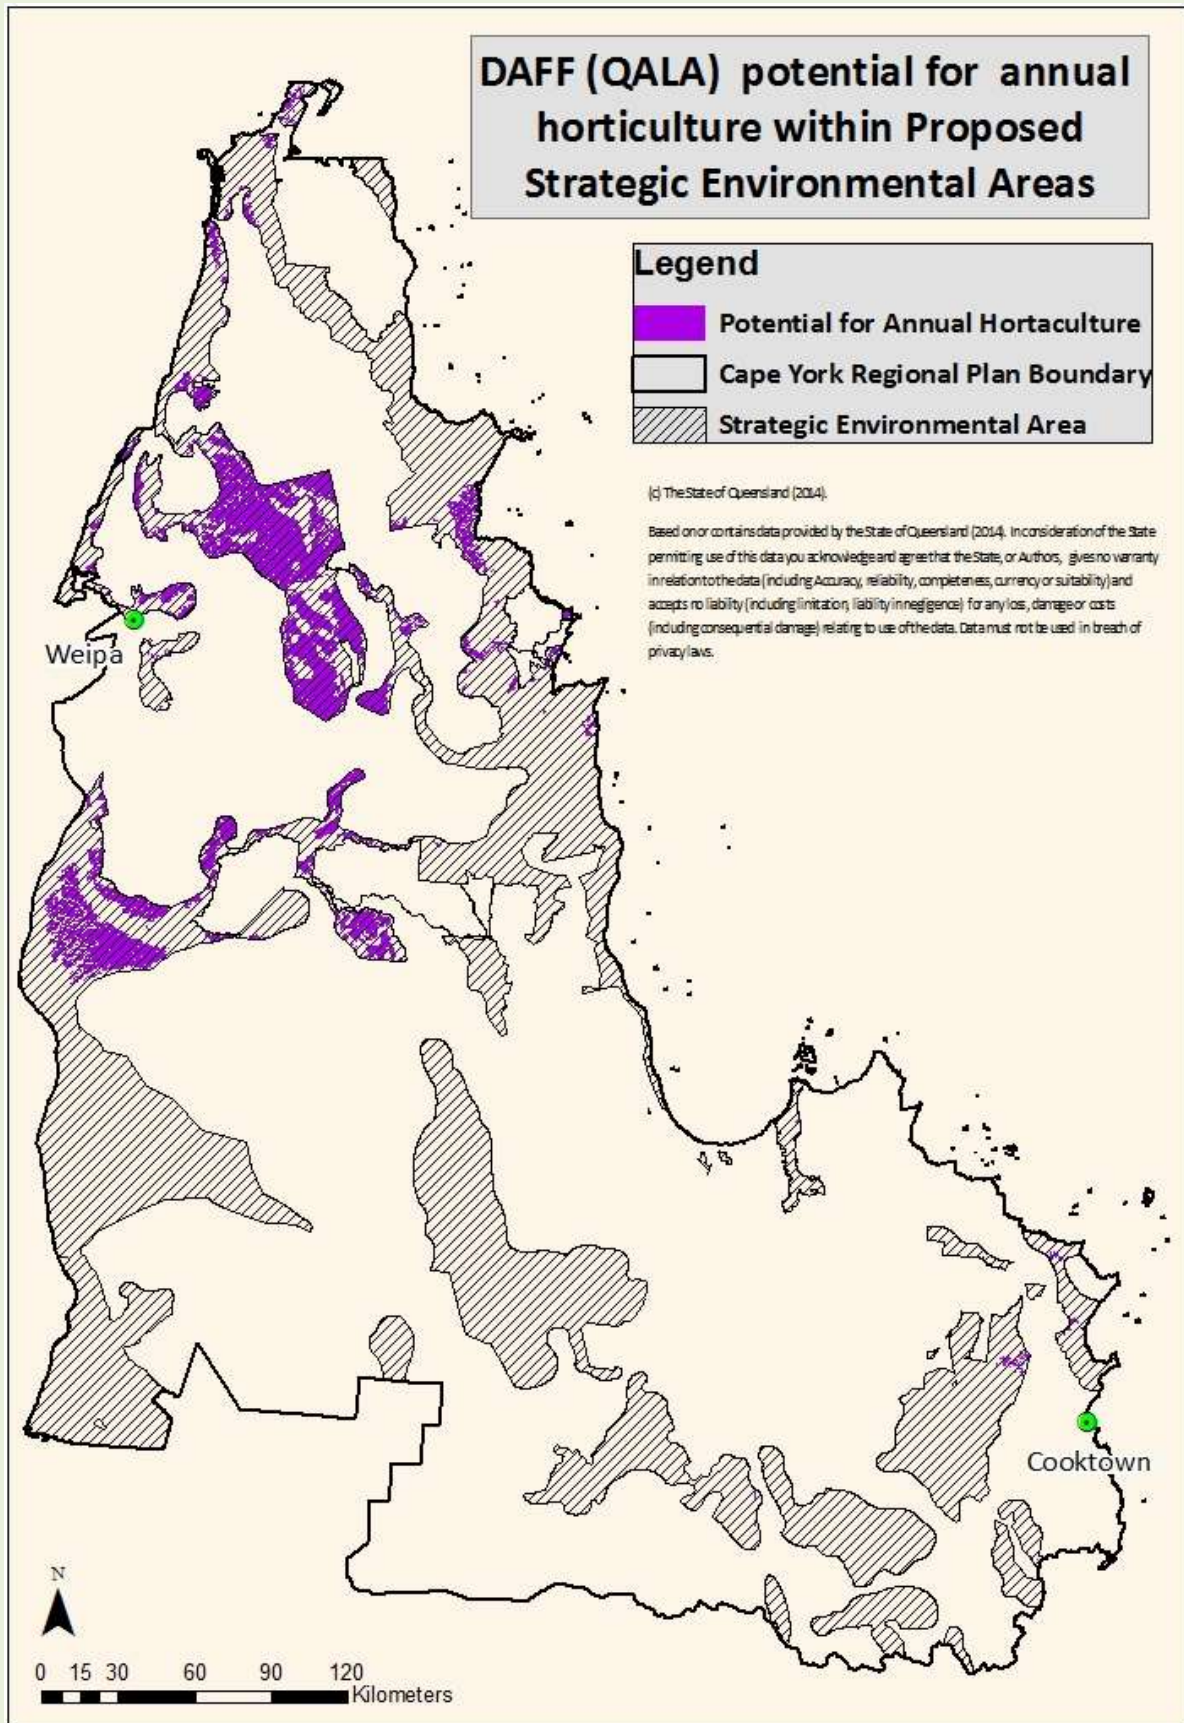 DAFF (QALA) potential for annual
horticulture within Proposed
Strategic Environmental Areas
Legend
Potential for Annual Hortaculture
Cape York Regional Plan Boundary
Strategic Environmental Area
(c) The State of Queensland (2014).
Based on or contains data provided by the State of Queensland (2014). In consideration of the State
permitting use of this data you acknowledge and agree that the State, or Authors, gives no warranty
in relation to the data (including Accuracy, reliability, completeness, currency or suitability) and
accepts no liability (including limitation, liability in negligence) for any loss, damage or costs
(including consequential damage) relating to use of the data. Data must not be used in breach of
privacy laws.
Weipa
Cooktown
N
0 15 30 60 90 120
Kilometers